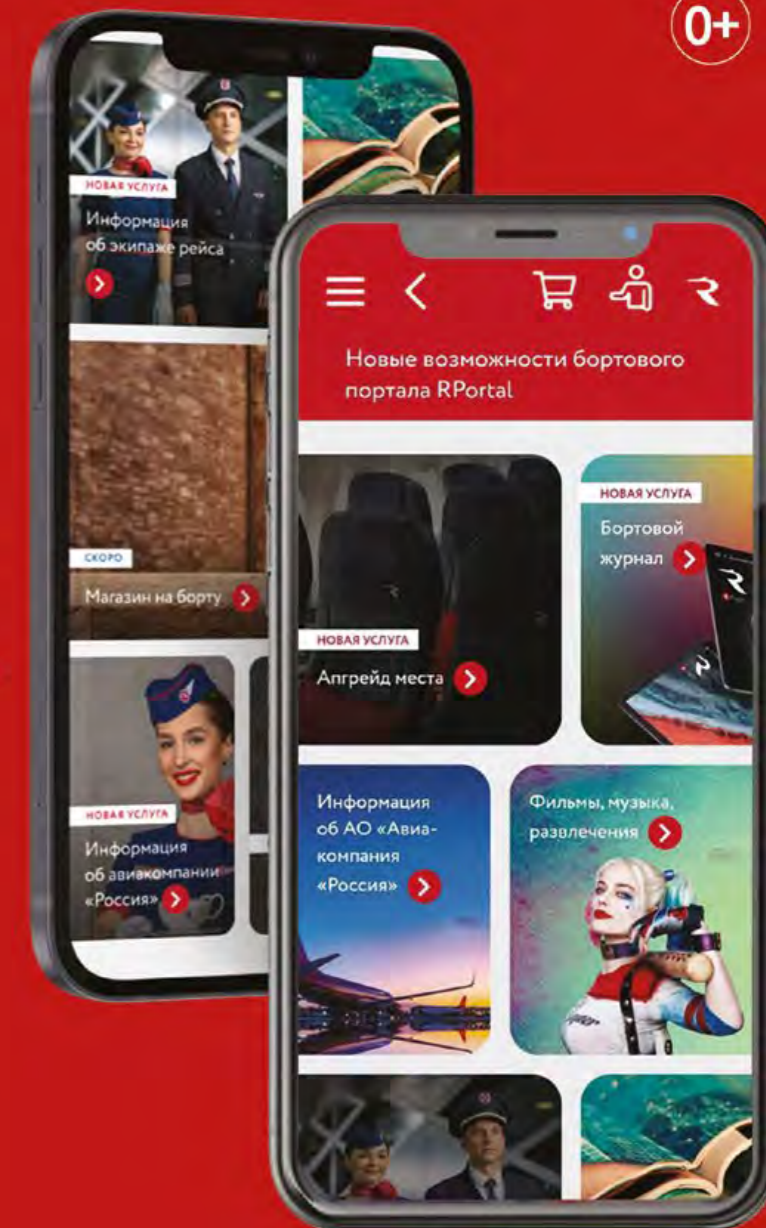 0+
НОВАЯ УСЛУГА
Информация
об экипаже рейса
СКОРО
Магазин на борту
НОВАЯ УСЛУГА
Информация
об авиакомпании
«Россия»
Новые возможности бортового
портала RPortal
НОВАЯ УСЛУГА
Апгрейд места
НОВАЯ УСЛУГА
Бортовой
журнал
Информация
об АО «Авиа-
компания
«Россия»
Фильмы, музыка,
развлечения